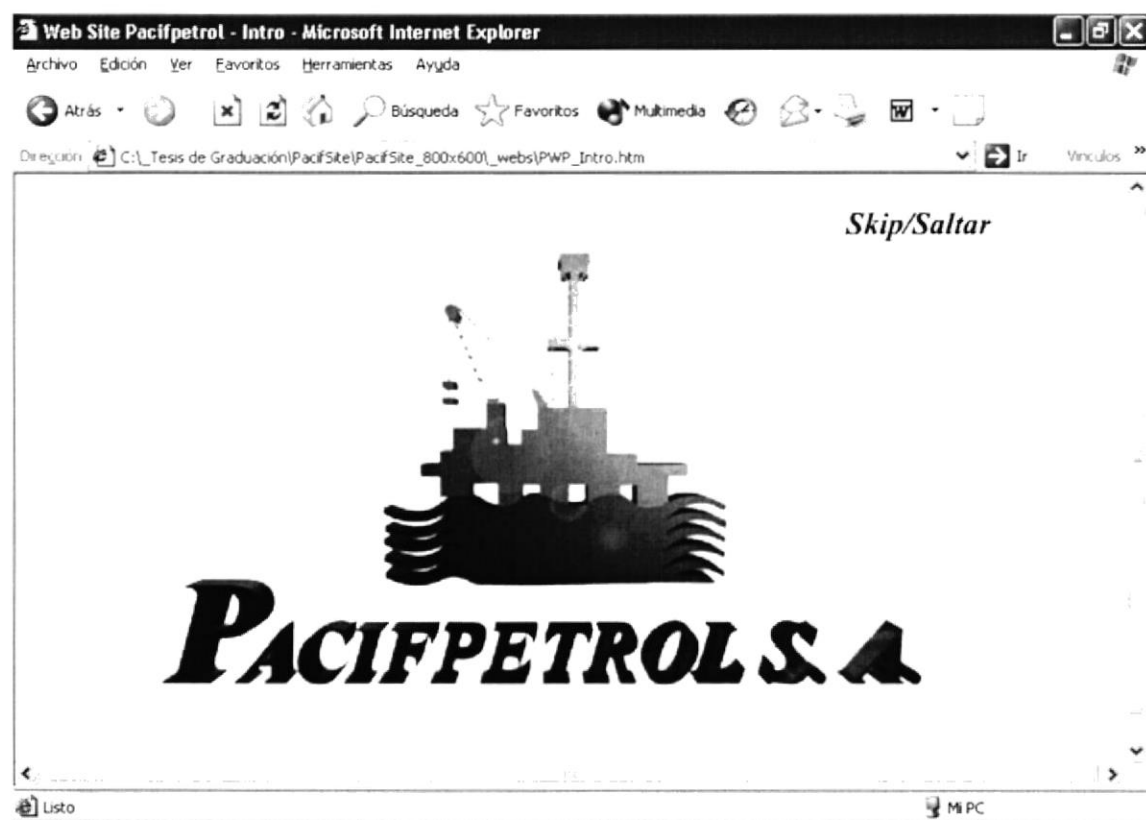 Web Site Pacifpetrol - Intro - Microsoft Internet Explorer
Archivo Edición Ver Favoritos Herramientas Ayuda
Atrás Búsqueda Favoritos Multimedia W
Dirección C:\_Tesis de Graduación\PacifSite\PacifSite_800x600\_webs\PWP_Intro.htm Ir Vínculos »
Skip/Saltar
PACIFPETROL S. A.
Listo Mi PC